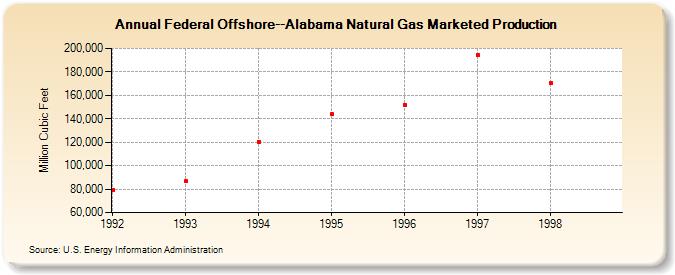 Annual Federal Offshore--Alabama Natural Gas Marketed Production
Million Cubic Feet
200,000
180,000
160,000
140,000
120,000
100,000
80,000
60,000
1992 1993 1994 1995 1996 1997 1998
Source: U.S. Energy Information Administration